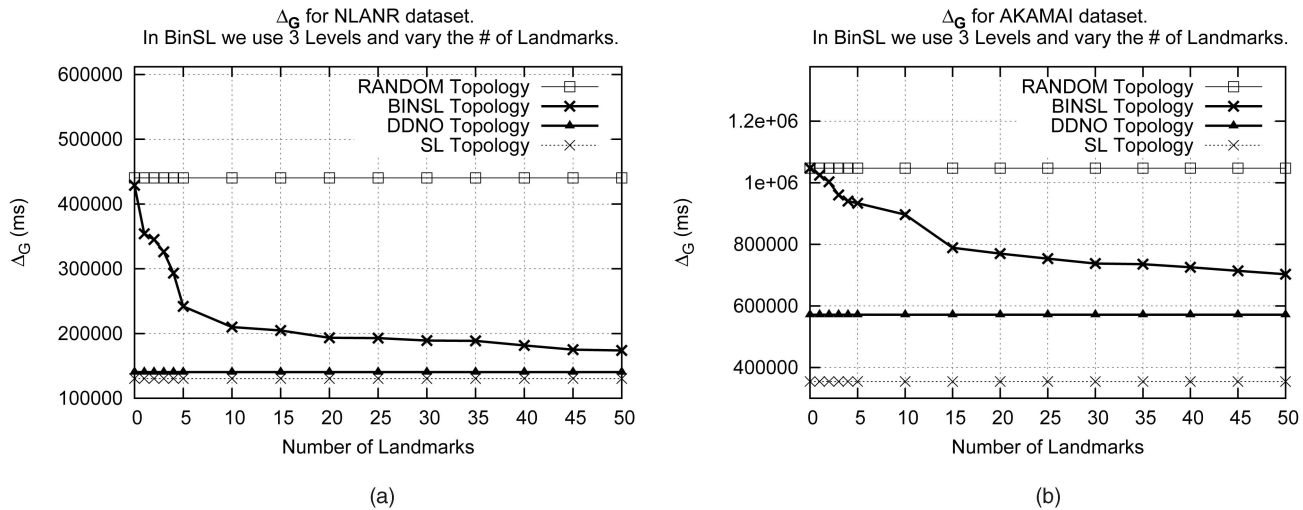 ΔG for NLANR dataset.
In BinSL we use 3 Levels and vary the # of Landmarks.
600000
500000
400000
300000
200000
100000
ΔG (ms)
RANDOM Topology
BINSL Topology
DDNO Topology
SL Topology
0 5 10 15 20 25 30 35 40 45 50
Number of Landmarks
(a)
ΔG for AKAMAI dataset.
In BinSL we use 3 Levels and vary the # of Landmarks.
1.2e+06
1e+06
800000
600000
400000
ΔG (ms)
RANDOM Topology
BINSL Topology
DDNO Topology
SL Topology
0 5 10 15 20 25 30 35 40 45 50
Number of Landmarks
(b)